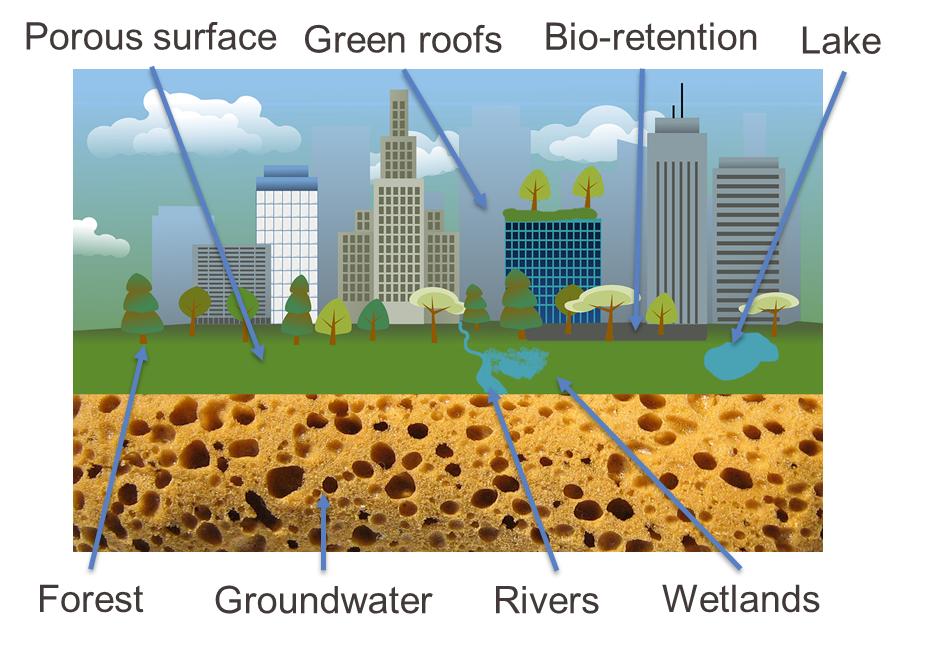 Porous surface
Green roofs
Bio-retention
Lake
Forest
Groundwater
Rivers
Wetlands